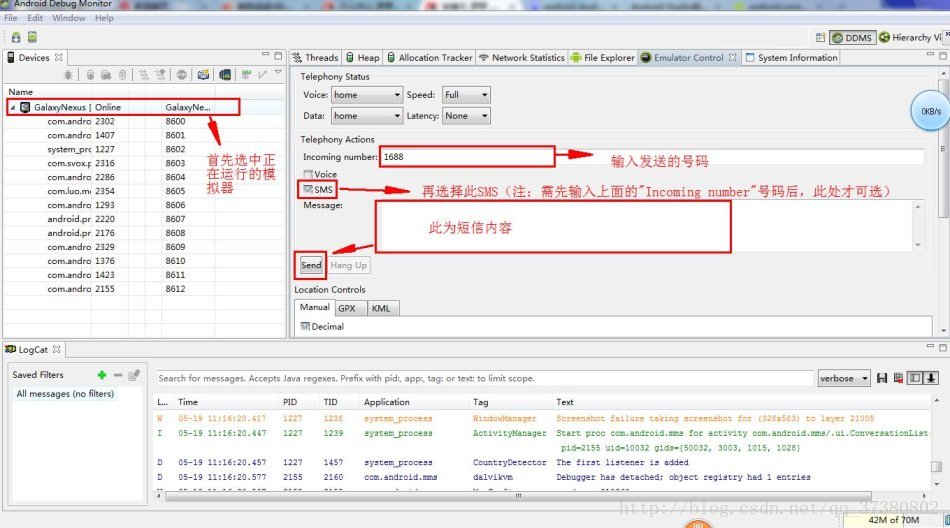 Android Debug Monitor
File Edit Window Help
DDMS Hierarchy Vi
Devices
Threads Heap Allocation Tracker Network Statistics File Explorer Emulator Control System Information
Name
GalaxyNexus [ Online GalaxyNe...
com.andro 2302 8600
com.andro 1407 8601
system_pro 1227 8602
com.svox.p 2316 8603
com.andro 2286 8604
com.luo.m 2354 8605
com.andro 1293 8606
android.pr 2220 8607
android.pr 2176 8608
com.andro 2329 8609
com.andro 1376 8610
com.andro 1423 8611
com.andro 2155 8612
首先选中正
在运行的模
拟器
Telephony Status
Voice: home Speed: Full
Data: home Latency: None
0KB/s
Telephony Actions
Incoming number: 1688
输入发送的号码
Voice
SMS
再选择此SMS（注：需先输入上面的"Incoming number"号码后，此处才可选）
Message:
此为短信内容
Send Hang Up
Location Controls
Manual GPX KML
Decimal
LogCat
Saved Filters
All messages (no filters)
Search for messages. Accepts Java regexes. Prefix with pid:, app:, tag: or text: to limit scope.
verbose
L... Time PID TID Application Tag Text
W 05-19 11:16:20.417 1227 1238 system_process WindowManager Screenshot failure taking screenshot for (328x583) to layer 21005
I 05-19 11:16:20.447 1227 1239 system_process ActivityManager Start proc com.android.mms for activity com.android.mms/.ui.ConversationList
pid=2155 uid=10032 gids={50032, 3003, 1015, 1028}
D 05-19 11:16:20.457 1227 1457 system_process CountryDetector The first listener is added
D 05-19 11:16:20.577 2155 2160 com.android.mms dalvikvm Debugger has detached; object registry had 1 entries
http://blog.csdn.net/qq_37380802
42M of 70M